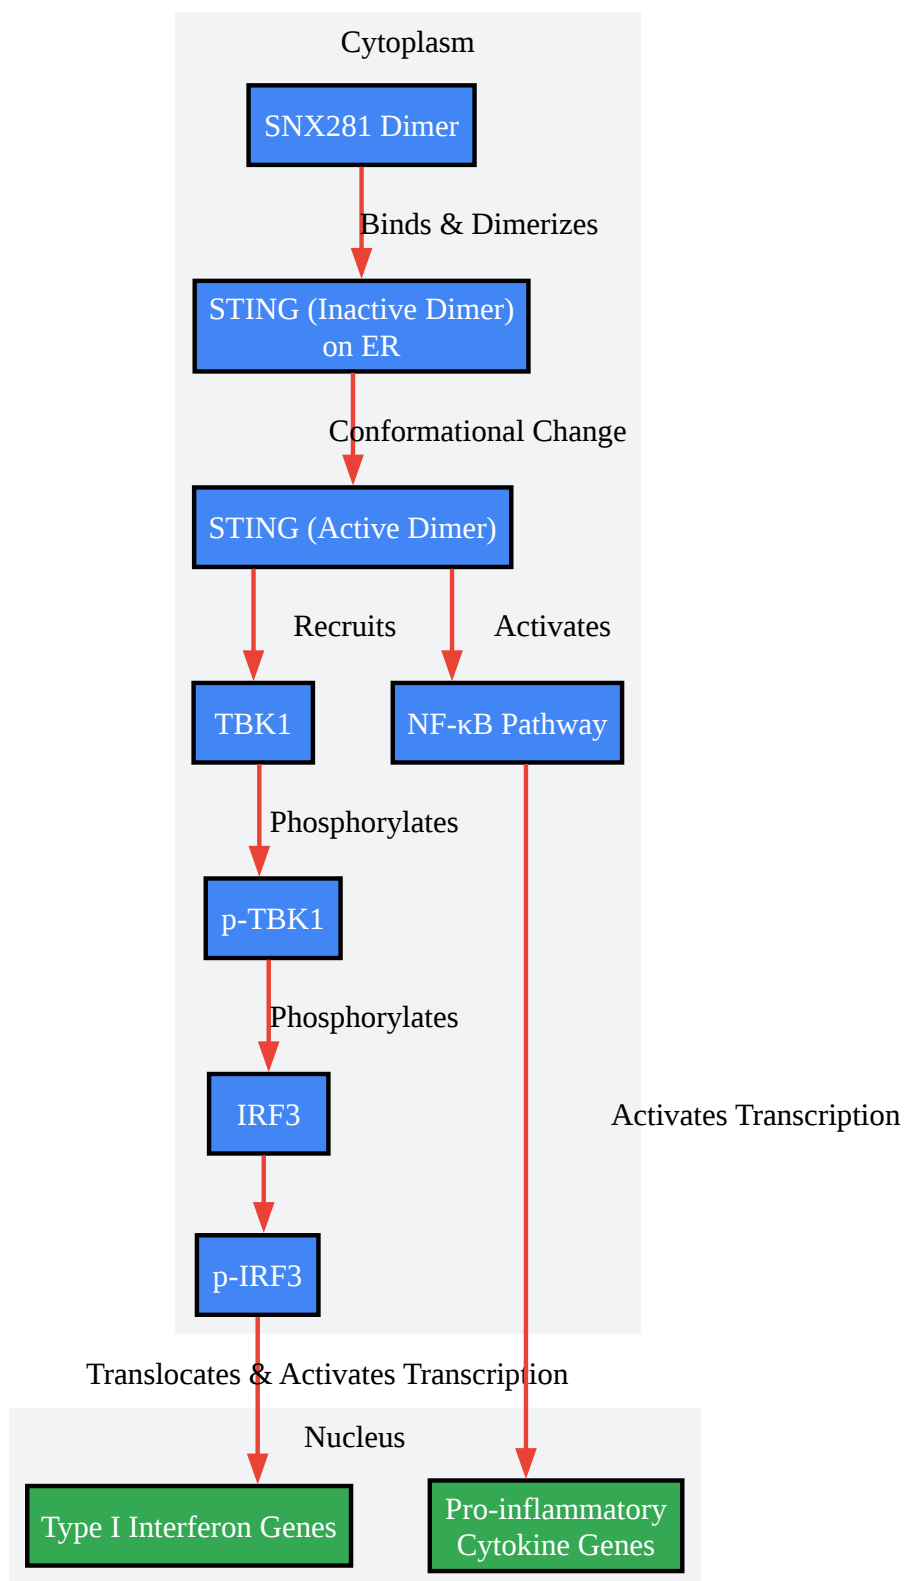 Cytoplasm
SNX281 Dimer
Binds & Dimerizes
STING (Inactive Dimer)
on ER
Conformational Change
STING (Active Dimer)
Recruits
Activates
TBK1
NF-κB Pathway
Phosphorylates
p-TBK1
Phosphorylates
IRF3
Activates Transcription
p-IRF3
Translocates & Activates Transcription
Nucleus
Type I Interferon Genes
Pro-inflammatory
Cytokine Genes